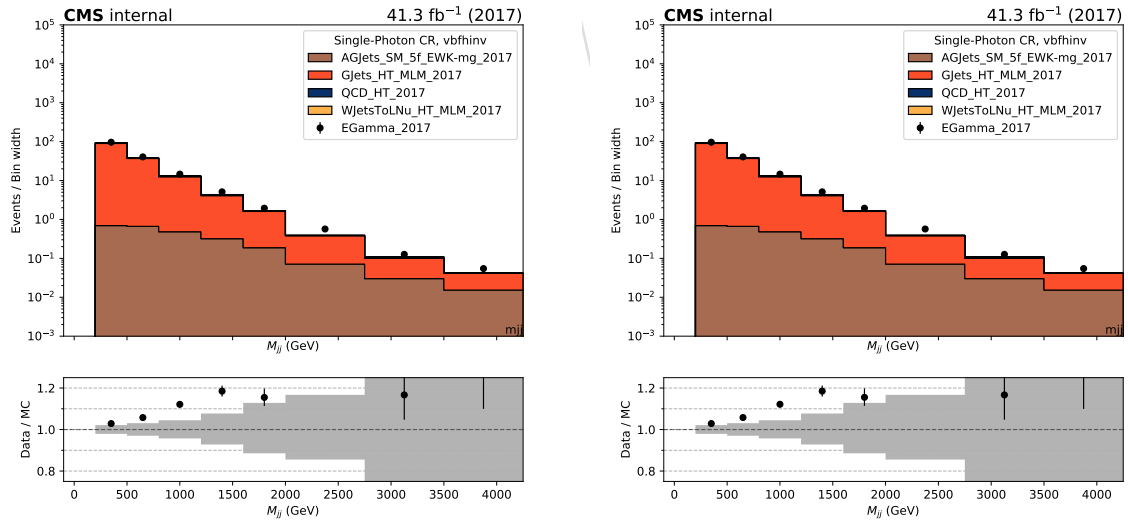 CMS internal 41.3 fb⁻¹ (2017)
10⁵
10⁴
10³
10²
10¹
10⁰
10⁻¹
10⁻²
10⁻³
Events / Bin width
Single-Photon CR, vbfhinv
AGJets_SM_5f_EWK-mg_2017
GJets_HT_MLM_2017
QCD_HT_2017
WJetsToLNu_HT_MLM_2017
EGamma_2017
mjj
M_jj (GeV)
1.2
1.0
0.8
Data / MC
0 500 1000 1500 2000 2500 3000 3500 4000
M_jj (GeV)
CMS internal 41.3 fb⁻¹ (2017)
10⁵
10⁴
10³
10²
10¹
10⁰
10⁻¹
10⁻²
10⁻³
Events / Bin width
Single-Photon CR, vbfhinv
AGJets_SM_5f_EWK-mg_2017
GJets_HT_MLM_2017
QCD_HT_2017
WJetsToLNu_HT_MLM_2017
EGamma_2017
mjj
M_jj (GeV)
1.2
1.0
0.8
Data / MC
0 500 1000 1500 2000 2500 3000 3500 4000
M_jj (GeV)